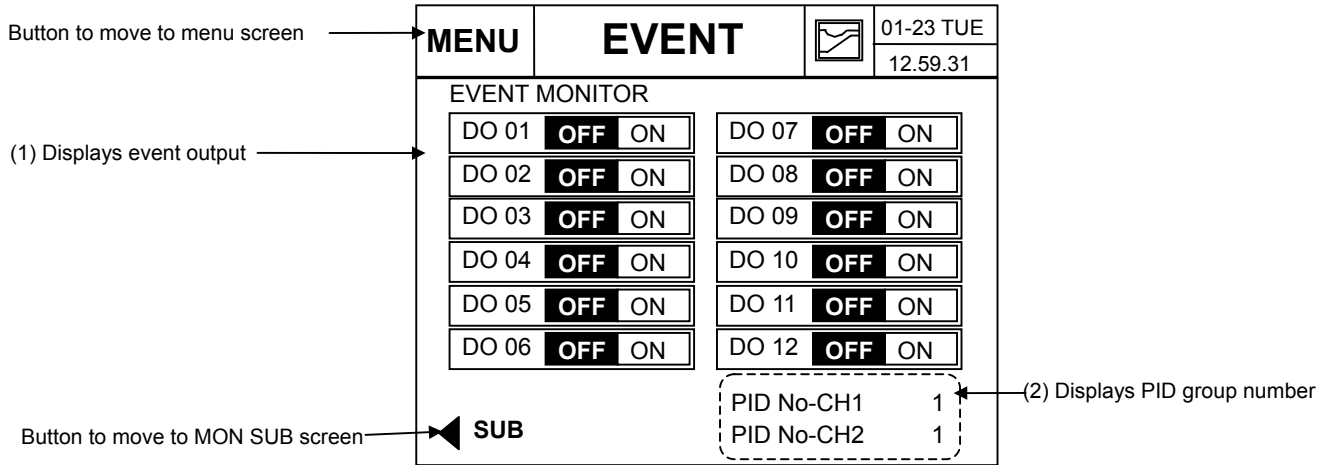 Button to move to menu screen
MENU
EVENT
01-23 TUE
12.59.31
EVENT MONITOR
(1) Displays event output
DO 01 OFF ON
DO 07 OFF ON
DO 02 OFF ON
DO 08 OFF ON
DO 03 OFF ON
DO 09 OFF ON
DO 04 OFF ON
DO 10 OFF ON
DO 05 OFF ON
DO 11 OFF ON
DO 06 OFF ON
DO 12 OFF ON
PID No-CH1 1
PID No-CH2 1
(2) Displays PID group number
Button to move to MON SUB screen
SUB